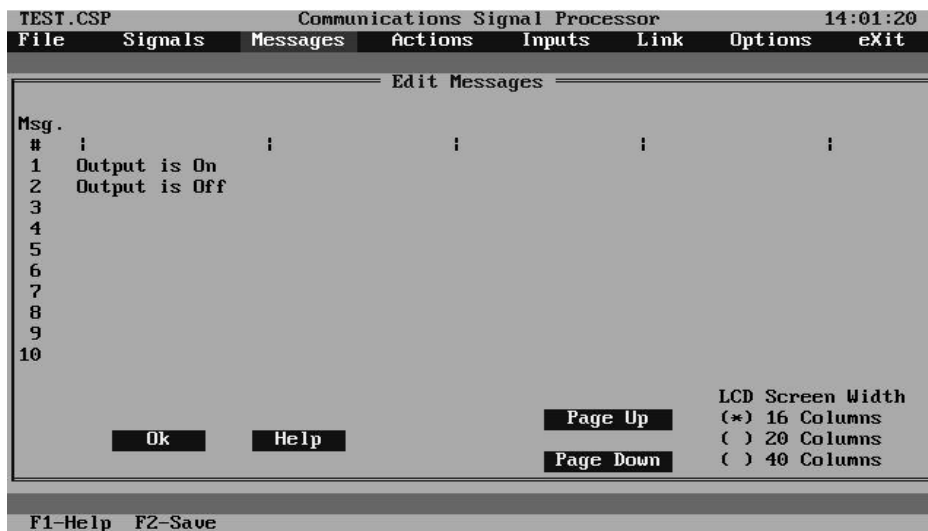 TEST.CSP Communications Signal Processor 14:01:20
File Signals Messages Actions Inputs Link Options eXit
Edit Messages
Msg.
# ¦ ¦ ¦ ¦ ¦
1 Output is On
2 Output is Off
3
4
5
6
7
8
9
10
LCD Screen Width
Page Up (*) 16 Columns
Ok Help ( ) 20 Columns
Page Down ( ) 40 Columns
F1-Help F2-Save